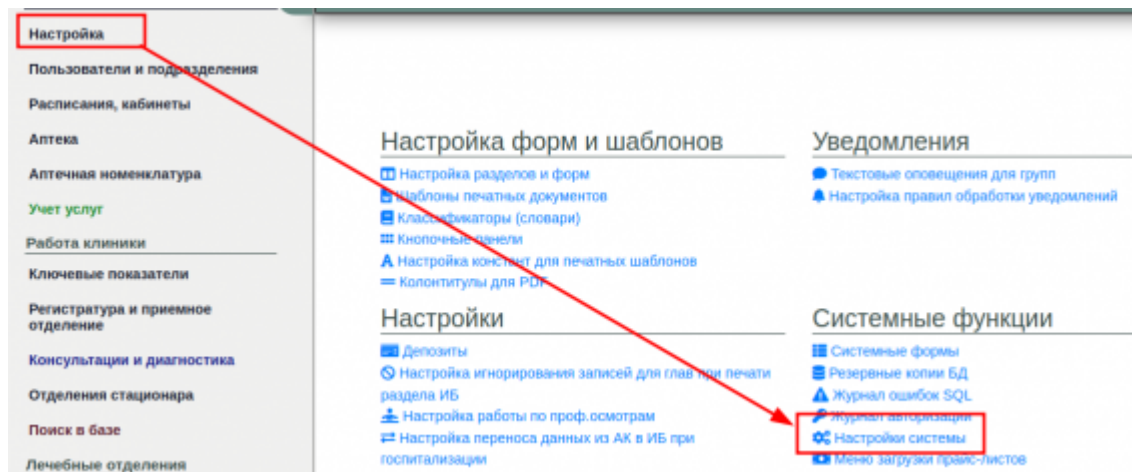 Настройка
Пользователи и подразделения
Расписания, кабинеты
Аптека
Аптечная номенклатура
Учет услуг
Работа клиники
Ключевые показатели
Регистратура и приемное
отделение
Консультации и диагностика
Отделения стационара
Поиск в базе
Лечебные отделения
Настройка форм и шаблонов
Настройка разделов и форм
Шаблоны печатных документов
Классификаторы (словари)
Кнопочные панели
Настройка констант для печатных шаблонов
Колонтитулы для PDF
Уведомления
Текстовые оповещения для групп
Настройка правил обработки уведомлений
Настройки
Депозиты
Настройка игнорирования записей для глав при печати
раздела ИБ
Настройка работы по проф.осмотрам
Настройка переноса данных из АК в ИБ при
госпитализации
Системные функции
Системные формы
Резервные копии БД
Журнал ошибок SQL
Журнал авторизации
Настройки системы
Меню загрузки прайс-листов